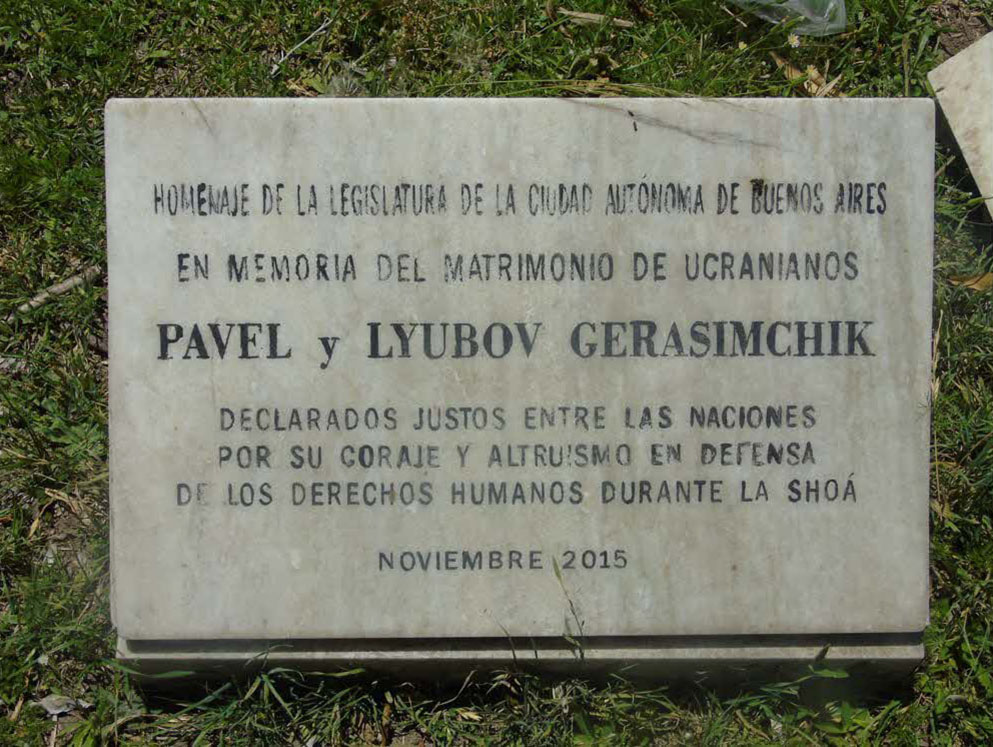 HOMENAJE DE LA LEGISLATURA DE LA CIUDAD AUTÓNOMA DE BUENOS AIRES
EN MEMORIA DEL MATRIMONIO DE UCRANIANOS
PAVEL y LYUBOV GERASIMCHIK
DECLARADOS JUSTOS ENTRE LAS NACIONES
POR SU CORAJE Y ALTRUISMO EN DEFENSA
DE LOS DERECHOS HUMANOS DURANTE LA SHOÁ
NOVIEMBRE 2015